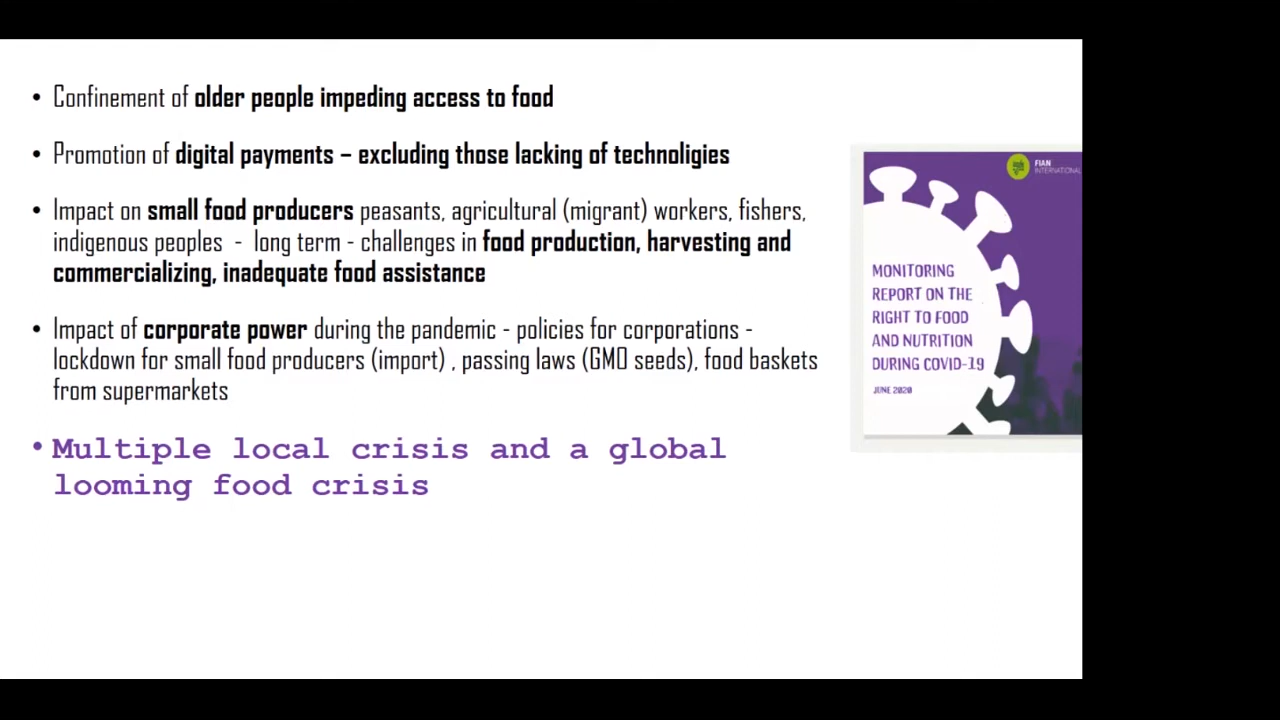 • Confinement of older people impeding access to food
• Promotion of digital payments – excluding those lacking of technoligies
• Impact on small food producers peasants, agricultural (migrant) workers, fishers,
indigenous peoples - long term - challenges in food production, harvesting and
commercializing, inadequate food assistance
• Impact of corporate power during the pandemic - policies for corporations -
lockdown for small food producers (import) , passing laws (GMO seeds), food baskets
from supermarkets
• Multiple local crisis and a global
looming food crisis
FIAN
INTERNATIONAL
MONITORING
REPORT ON THE
RIGHT TO FOOD
AND NUTRITION
DURING COVID-19
JUNE 2020